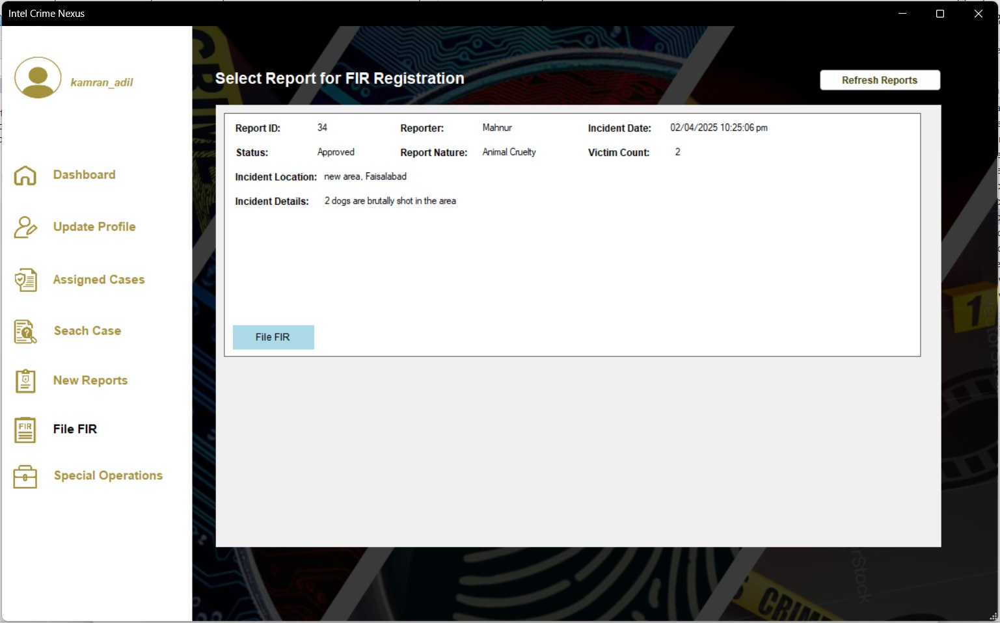 Intel Crime Nexus
kamran_adil
Dashboard
Update Profile
Assigned Cases
Seach Case
New Reports
FIR
File FIR
Special Operations
Select Report for FIR Registration
Refresh Reports
Report ID: 34 Reporter: Mahnur Incident Date: 02/04/2025 10:25:06 pm
Status: Approved Report Nature: Animal Cruelty Victim Count: 2
Incident Location: new area, Faisalabad
Incident Details: 2 dogs are brutally shot in the area
File FIR
1